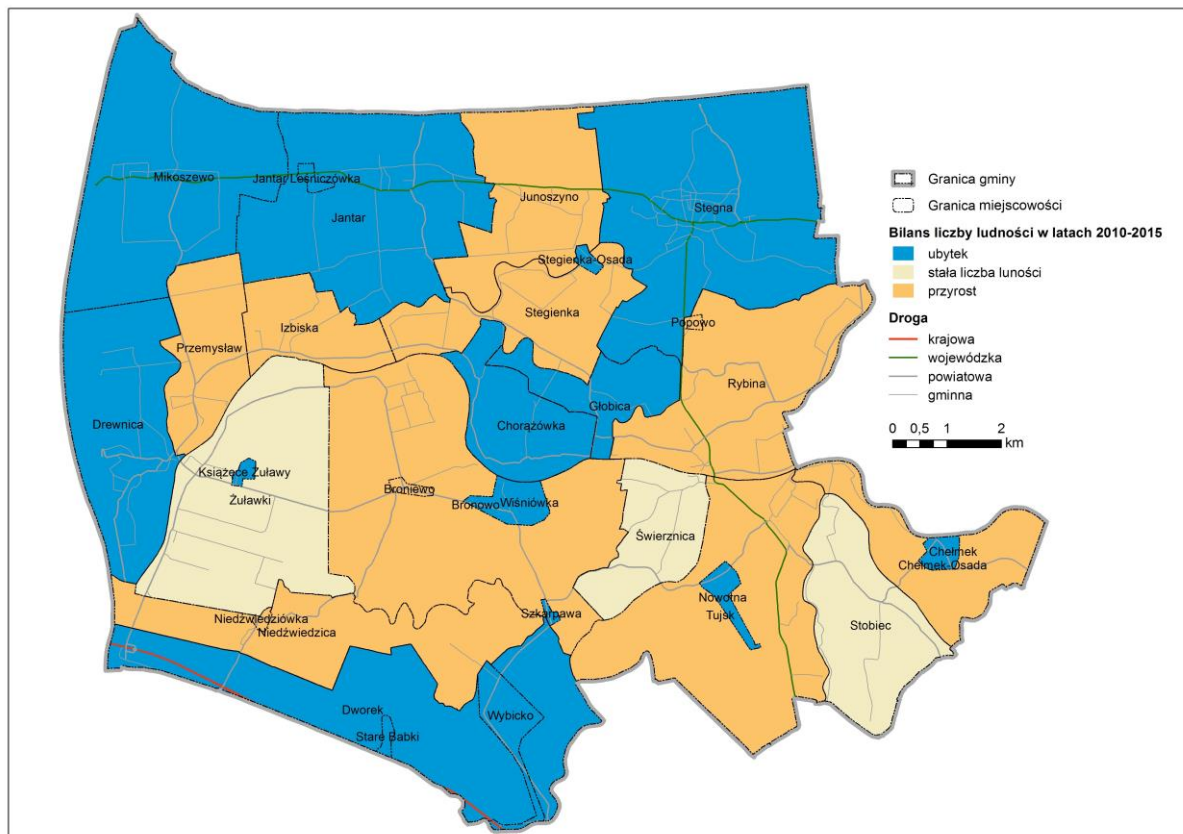 Mikoszewo
Jantar Leśniczówka
Jantar
Junoszyno
Stegna
Stegienka-Osada
Stegienka
Popowo
Izbiska
Przemysław
Rybina
Głobica
Chorążówka
Drewnica
Książęce Żuławy
Żuławki
Broniewo
Bronowo
Wiśniówka
Świerznica
Chełmek
Chełmek-Osada
Nowotna
Tujsk
Szkarpawa
Niedźwiedziówka
Niedźwiedzica
Stobiec
Dworek
Wybicko
Stare Babki
Granica gminy
Granica miejscowości
Bilans liczby ludności w latach 2010-2015
ubytek
stała liczba luności
przyrost
Droga
krajowa
wojewódzka
powiatowa
gminna
0 0,5 1 2
km